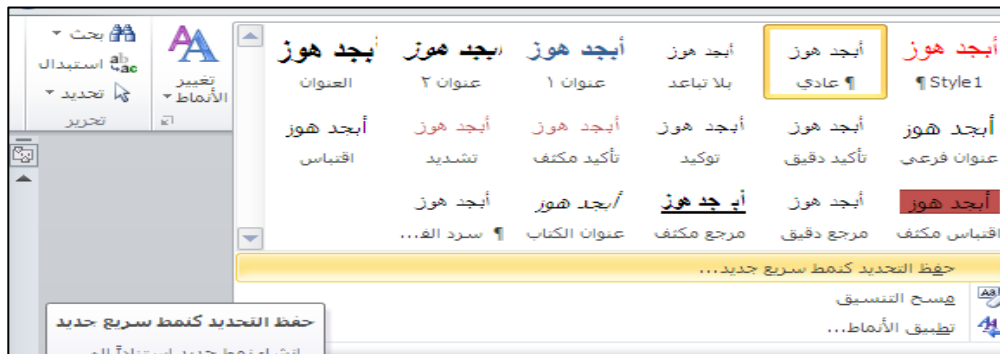 أبجد هوز أبجد هوز أبجد هوز أبجد هوز أبجد هوز أبجد هوز
¶ Style1 ¶ عادي بلا تباعد عنوان ١ عنوان ٢ العنوان
أبجد هوز أبجد هوز أبجد هوز أبجد هوز أبجد هوز أبجد هوز
عنوان فرعي تأكيد دقيق توكيد تأكيد مكثف تشديد اقتباس
أبجد هوز أبجد هوز أبجد هوز أبجد هوز أبجد هوز
اقتباس مكثف مرجع دقيق مرجع مكثف عنوان الكتاب ¶ سرد الف...
حفظ التحديد كنمط سريع جديد...
مسح التنسيق
تطبيق الأنماط...
تغيير
الأنماط
بحث
استبدال
تحديد
تحرير
حفظ التحديد كنمط سريع جديد